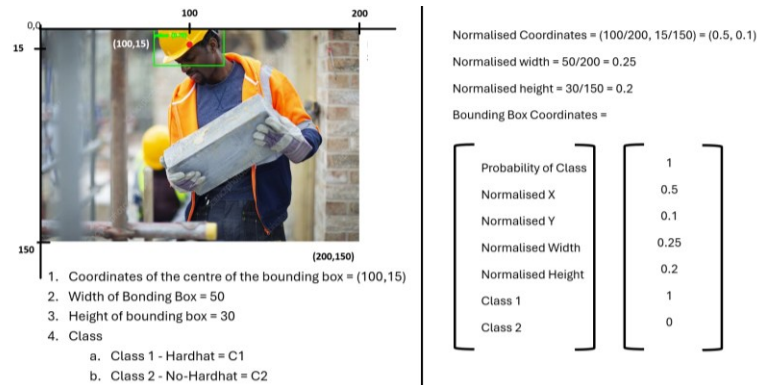 0,0
100
200
15
(100,15)
150
(200,150)
1. Coordinates of the centre of the bounding box = (100,15)
2. Width of Bonding Box = 50
3. Height of bounding box = 30
4. Class
a. Class 1 - Hardhat = C1
b. Class 2 - No-Hardhat = C2
Normalised Coordinates = (100/200, 15/150) = (0.5, 0.1)
Normalised width = 50/200 = 0.25
Normalised height = 30/150 = 0.2
Bounding Box Coordinates =
Probability of Class 1
Normalised X 0.5
Normalised Y 0.1
Normalised Width 0.25
Normalised Height 0.2
Class 1 1
Class 2 0